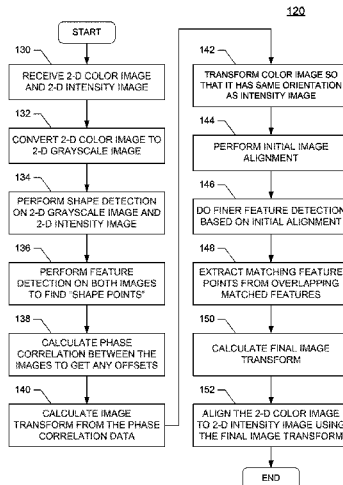 120
START
130
RECEIVE 2-D COLOR IMAGE
AND 2-D INTENSITY IMAGE
132
CONVERT 2-D COLOR IMAGE TO
2-D GRAYSCALE IMAGE
134
PERFORM SHAPE DETECTION
ON 2-D GRAYSCALE IMAGE AND
2-D INTENSITY IMAGE
136
PERFORM FEATURE
DETECTION ON BOTH IMAGES
TO FIND "SHAPE POINTS"
138
CALCULATE PHASE
CORRELATION BETWEEN THE
IMAGES TO GET ANY OFFSETS
140
CALCULATE IMAGE
TRANSFORM FROM THE PHASE
CORRELATION DATA
142
TRANSFORM COLOR IMAGE SO
THAT IT HAS SAME ORIENTATION
AS INTENSITY IMAGE
144
PERFORM INITIAL IMAGE
ALIGNMENT
146
DO FINER FEATURE DETECTION
BASED ON INITIAL ALIGNMENT
148
EXTRACT MATCHING FEATURE
POINTS FROM OVERLAPPING
MATCHED FEATURES
150
CALCULATE FINAL IMAGE
TRANSFORM
152
ALIGN THE 2-D COLOR IMAGE
TO 2-D INTENSITY IMAGE USING
THE FINAL IMAGE TRANSFORM
END